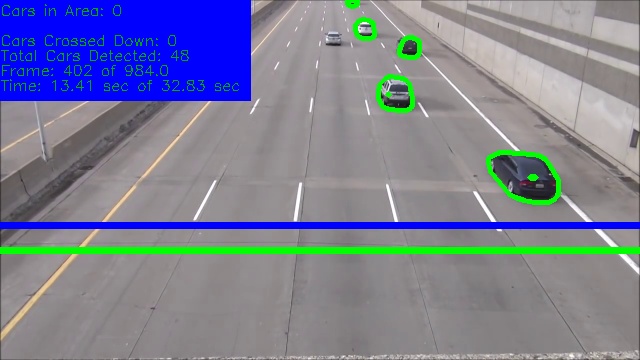 Cars in Area: 0
Cars Crossed Down: 0
Total Cars Detected: 48
Frame: 402 of 984.0
Time: 13.41 sec of 32.83 sec